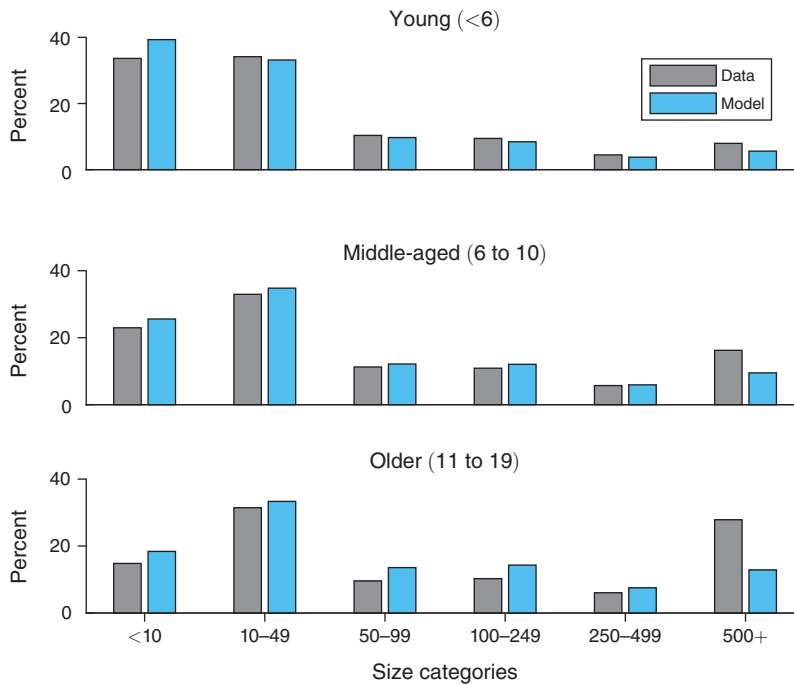 Young (<6)
40
20
0
Percent
Data
Model
Middle-aged (6 to 10)
40
20
0
Percent
Older (11 to 19)
40
20
0
Percent
<10
10–49
50–99
100–249
250–499
500+
Size categories